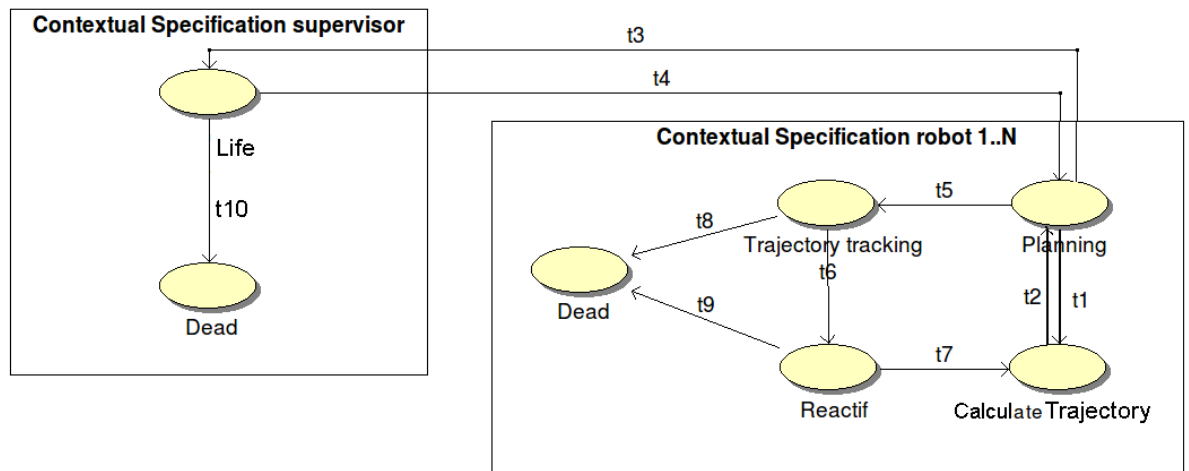 Contextual Specification supervisor
t3
t4
Life
t10
Dead
Contextual Specification robot 1..N
t5
t8
Trajectory tracking
Planning
t6
t2
t1
Dead
t9
t7
Reactif
Calculate Trajectory